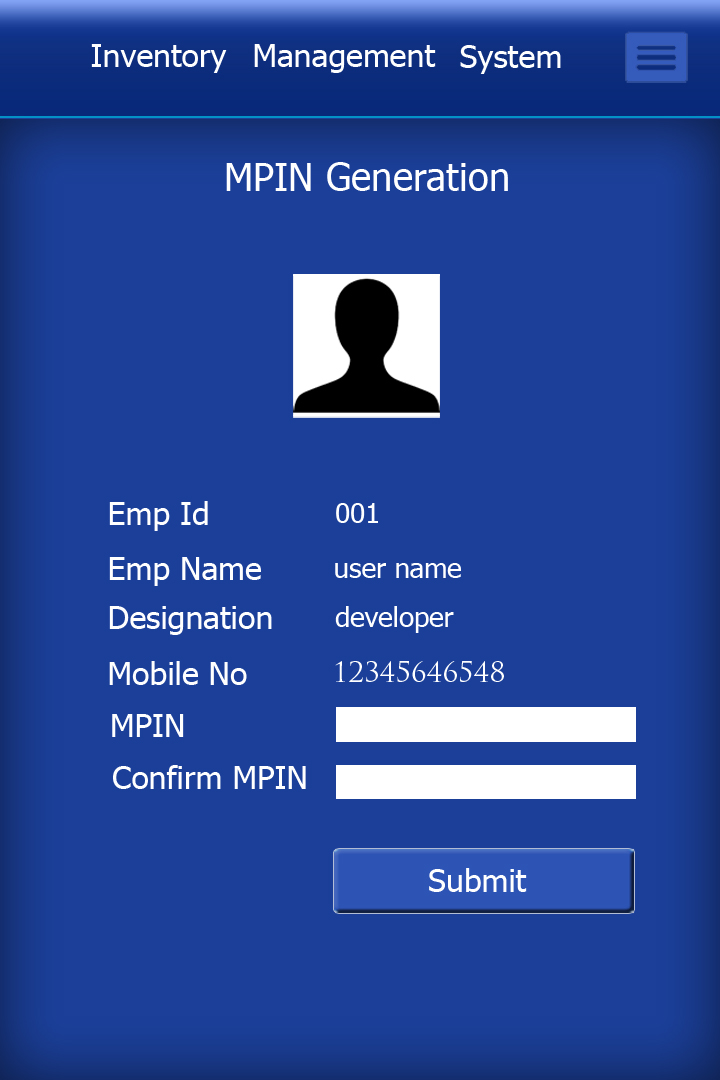 Inventory Management System
MPIN Generation
Emp Id 001
Emp Name user name
Designation developer
Mobile No 12345646548
MPIN
Confirm MPIN
Submit